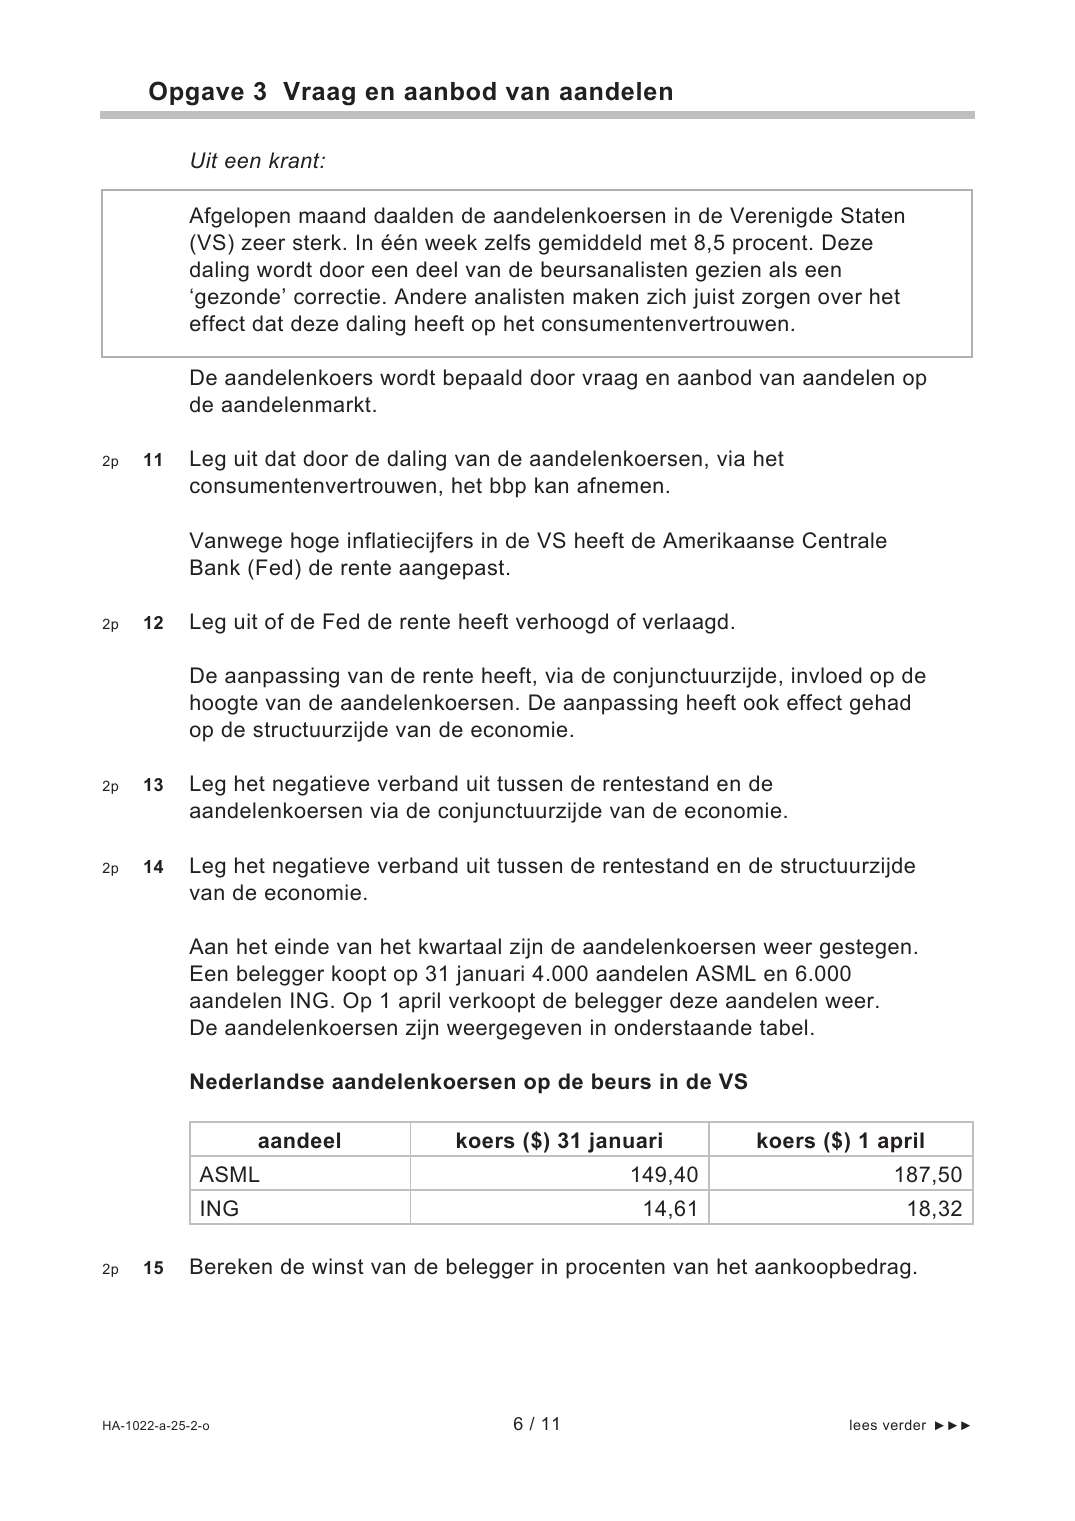 Opgave 3 Vraag en aanbod van aandelen
Uit een krant:
Afgelopen maand daalden de aandelenkoersen in de Verenigde Staten
(VS) zeer sterk. In één week zelfs gemiddeld met 8,5 procent. Deze
daling wordt door een deel van de beursanalisten gezien als een
‘gezonde’ correctie. Andere analisten maken zich juist zorgen over het
effect dat deze daling heeft op het consumentenvertrouwen.
De aandelenkoers wordt bepaald door vraag en aanbod van aandelen op
de aandelenmarkt.
2p 11 Leg uit dat door de daling van de aandelenkoersen, via het
consumentenvertrouwen, het bbp kan afnemen.
Vanwege hoge inflatiecijfers in de VS heeft de Amerikaanse Centrale
Bank (Fed) de rente aangepast.
2p 12 Leg uit of de Fed de rente heeft verhoogd of verlaagd.
De aanpassing van de rente heeft, via de conjunctuurzijde, invloed op de
hoogte van de aandelenkoersen. De aanpassing heeft ook effect gehad
op de structuurzijde van de economie.
2p 13 Leg het negatieve verband uit tussen de rentestand en de
aandelenkoersen via de conjunctuurzijde van de economie.
2p 14 Leg het negatieve verband uit tussen de rentestand en de structuurzijde
van de economie.
Aan het einde van het kwartaal zijn de aandelenkoersen weer gestegen.
Een belegger koopt op 31 januari 4.000 aandelen ASML en 6.000
aandelen ING. Op 1 april verkoopt de belegger deze aandelen weer.
De aandelenkoersen zijn weergegeven in onderstaande tabel.
Nederlandse aandelenkoersen op de beurs in de VS
aandeel koers ($) 31 januari koers ($) 1 april
ASML 149,40 187,50
ING 14,61 18,32
2p 15 Bereken de winst van de belegger in procenten van het aankoopbedrag.
HA-1022-a-25-2-o 6 / 11 lees verder ►►►